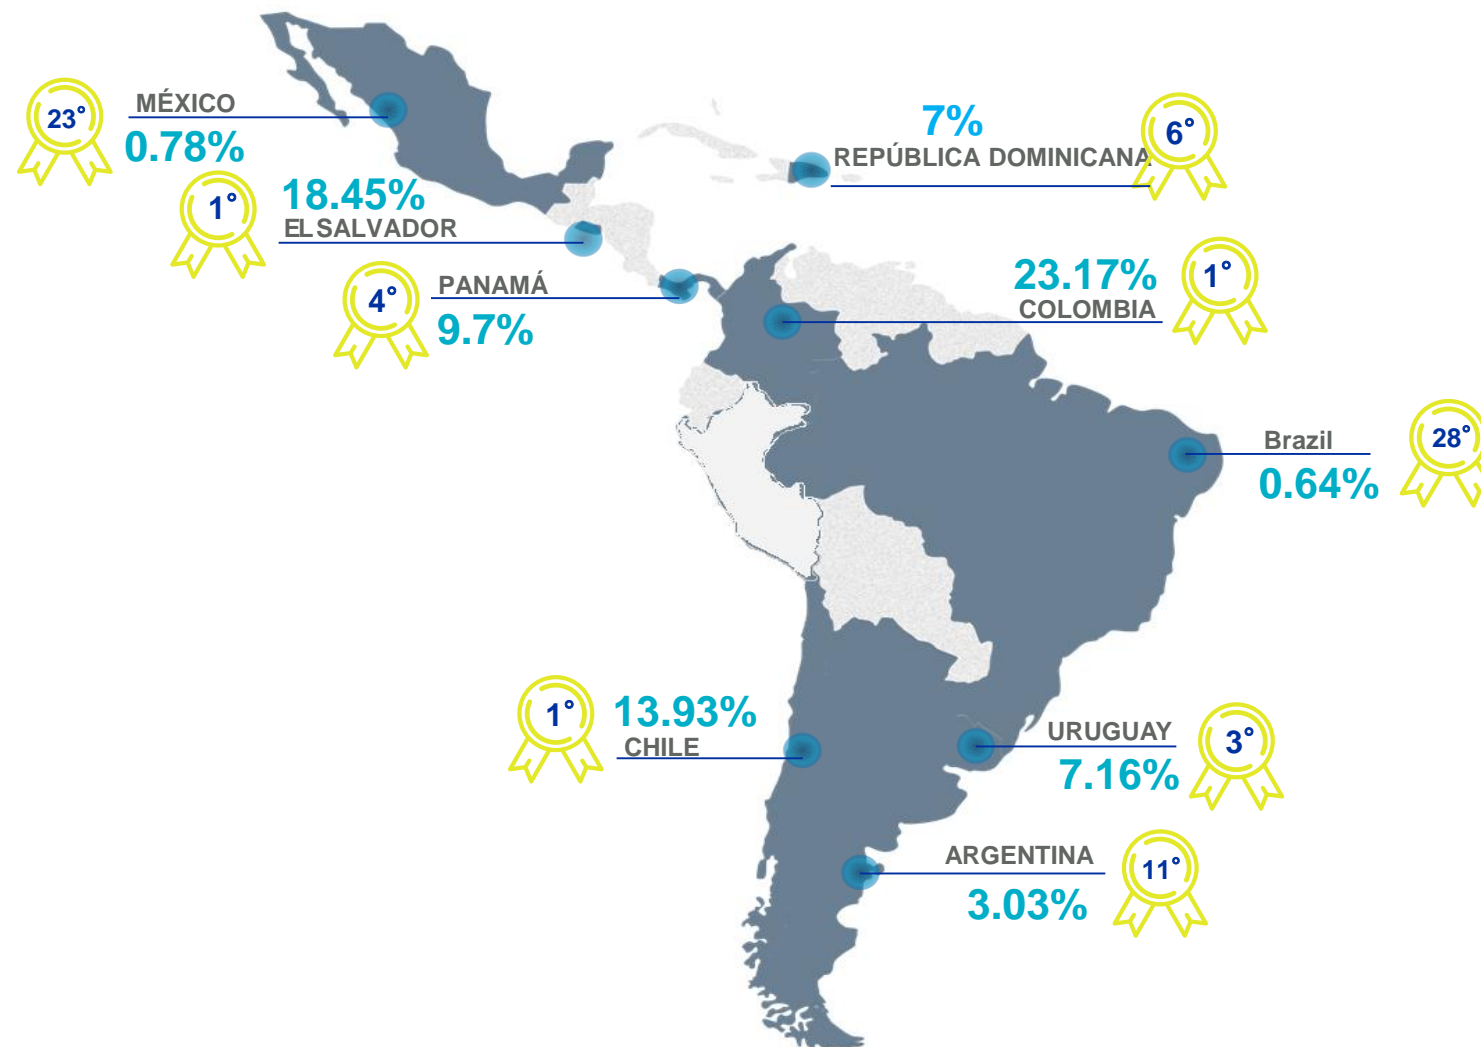 23°
MÉXICO
0.78%
7%
REPÚBLICA DOMINICANA
6°
1°
18.45%
EL SALVADOR
4°
PANAMÁ
9.7%
23.17%
COLOMBIA
1°
Brazil
0.64%
28°
1°
13.93%
CHILE
URUGUAY
7.16%
3°
ARGENTINA
3.03%
11°